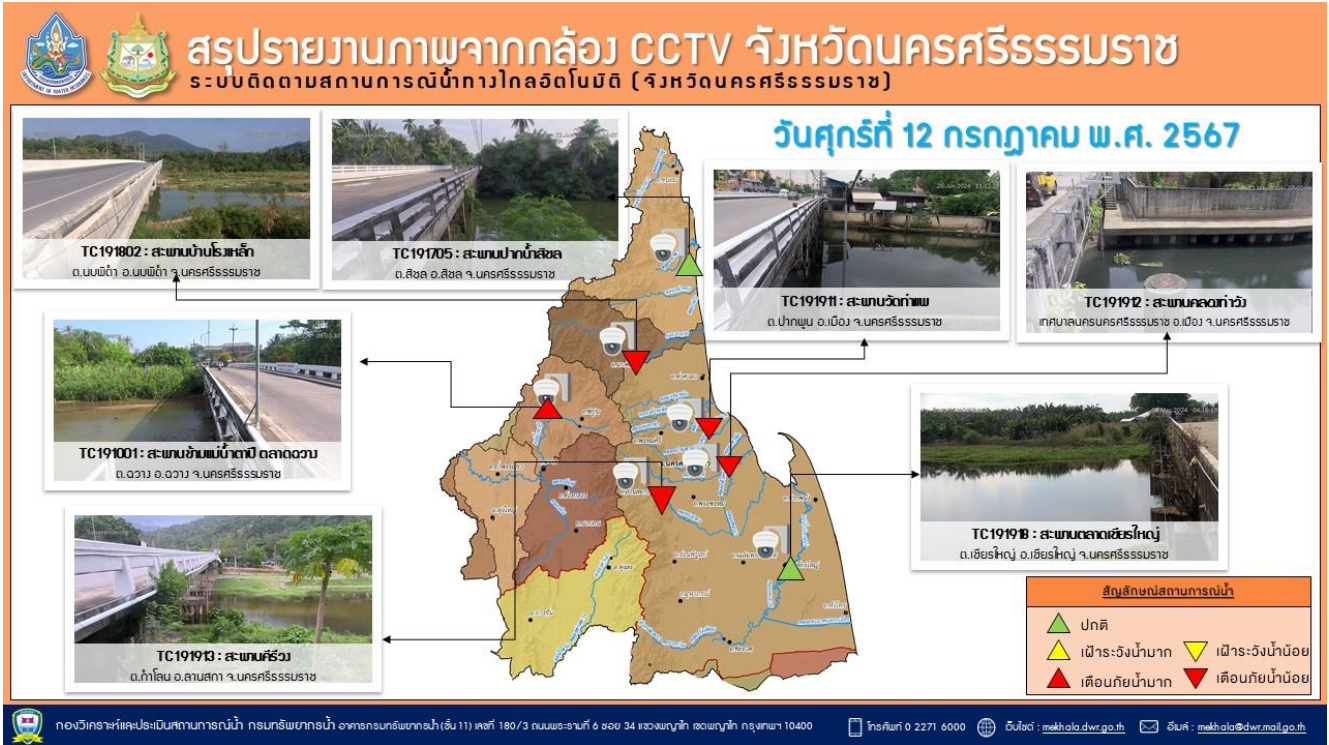 สรุปรายงานภาพจากกล้อง CCTV จังหวัดนครศรีธรรมราช
ระบบติดตามสถานการณ์น้ำทางไกลอัตโนมัติ (จังหวัดนครศรีธรรมราช)
วันศุกร์ที่ 12 กรกฎาคม พ.ศ. 2567
TC191802 : สะพานบ้านโรงเหล็ก
ต.นบพิตำ อ.นบพิตำ จ.นครศรีธรรมราช
TC191705 : สะพานปากน้ำสิชล
ต.สิชล อ.สิชล จ.นครศรีธรรมราช
TC191911 : สะพานวัดท่าแพ
ต.ปากพูน อ.เมือง จ.นครศรีธรรมราช
TC191912 : สะพานคลองท่าวัง
เทศบาลนครนครศรีธรรมราช อ.เมือง จ.นครศรีธรรมราช
TC191001 : สะพานข้ามแม่น้ำตาปี ตลาดฉวาง
ต.ฉวาง อ.ฉวาง จ.นครศรีธรรมราช
TC191918 : สะพานตลาดเชียรใหญ่
ต.เชียรใหญ่ อ.เชียรใหญ่ จ.นครศรีธรรมราช
TC191913 : สะพานคีรีวง
ต.กำโลน อ.ลานสกา จ.นครศรีธรรมราช
สัญลักษณ์สถานการณ์น้ำ
ปกติ
เฝ้าระวังน้ำมาก เฝ้าระวังน้ำน้อย
เตือนภัยน้ำมาก เตือนภัยน้ำน้อย
กองวิเคราะห์และประเมินสถานการณ์น้ำ กรมทรัพยากรน้ำ อาคารกรมทรัพยากรน้ำ (ชั้น 11) เลขที่ 180/3 ถนนพระรามที่ 6 ซอย 34 แขวงพญาไท เขตพญาไท กรุงเทพฯ 10400 โทรศัพท์ 0 2271 6000 เว็บไซต์ : mekhala.dwr.go.th อีเมล์ : mekhala@dwr.mail.go.th